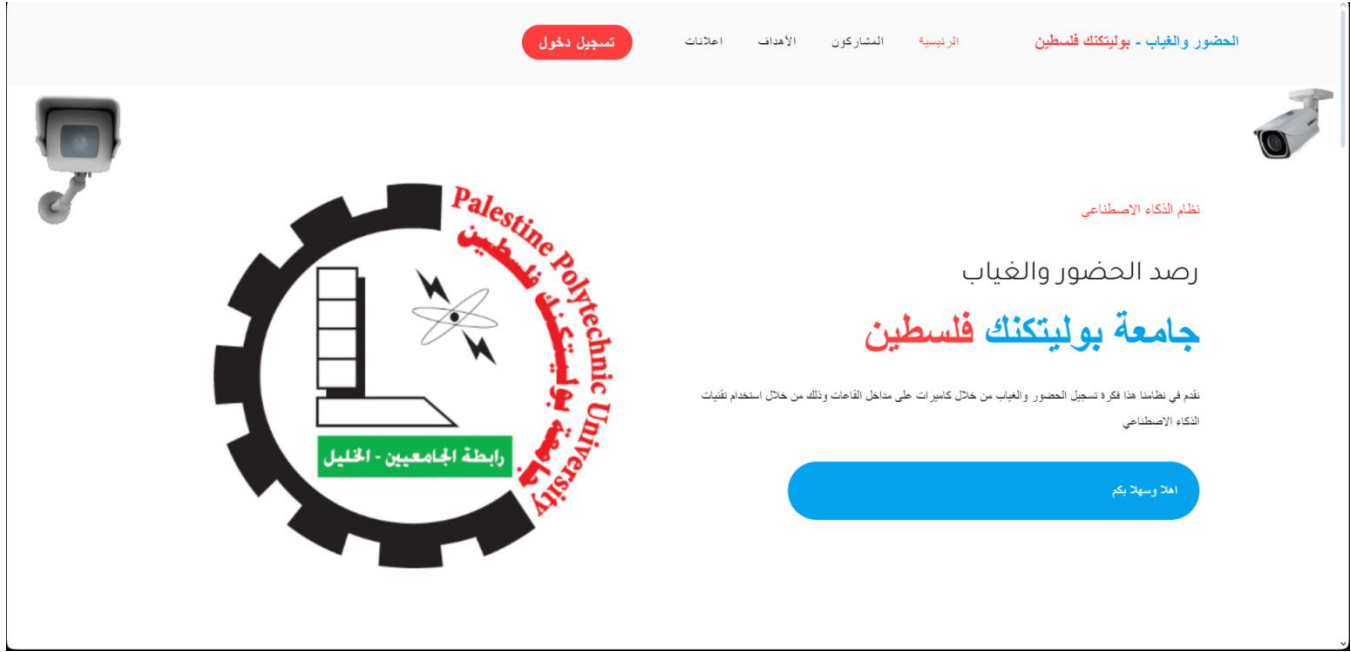 الحضور والغياب - بوليتكنك فلسطين
الرئيسية
المشاركون
الأهداف
اعلانات
تسجيل دخول
نظام الذكاء الاصطناعي
رصد الحضور والغياب
جامعة بوليتكنك فلسطين
نقدم في نظامنا هذا فكرة تسجيل الحضور والغياب من خلال كاميرات على مداخل القاعات وذلك من خلال استخدام تقنيات
الذكاء الاصطناعي
اهلا وسهلا بكم
Palestine Polytechnic University
جامعة بوليتكنك فلسطين
رابطة الجامعيين - الخليل